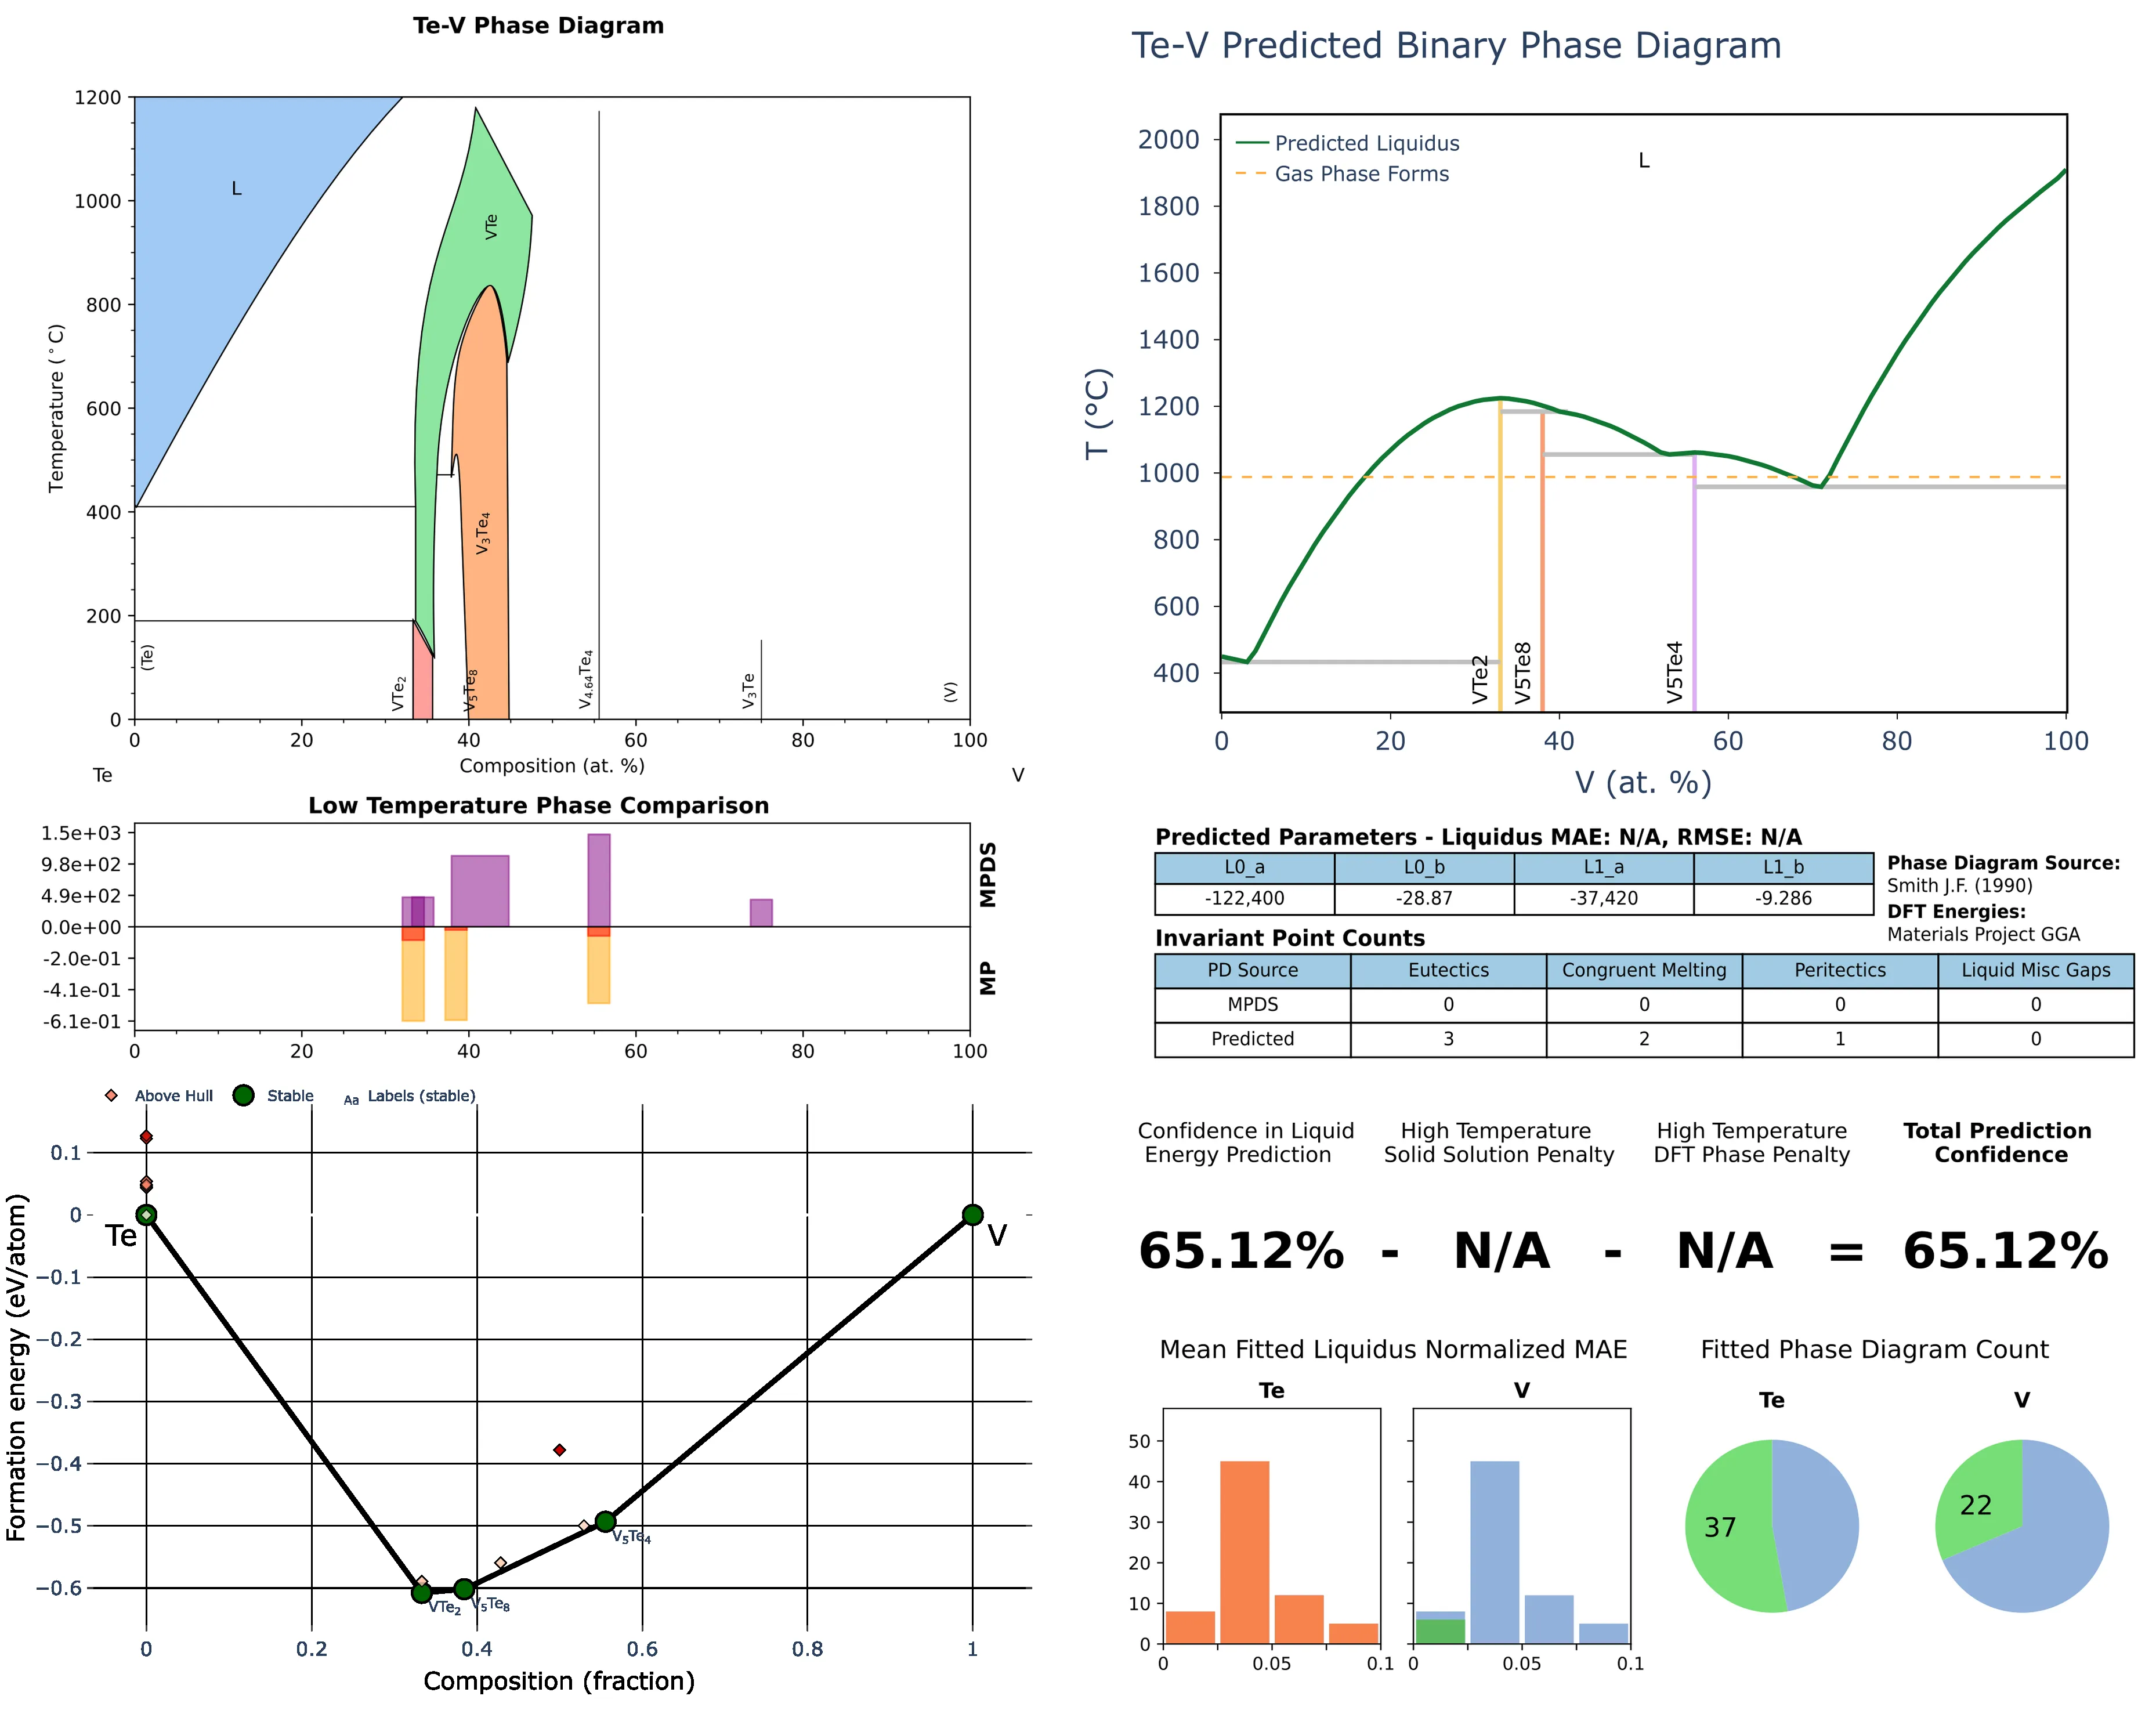 Te-V Phase Diagram
1200
1000
800
600
400
200
0
Temperature (°C)
L
VTe
V3Te4
(Te)
VTe2
V5Te8
V4.64Te4
V3Te
(V)
0 20 40 60 80 100
Te Composition (at. %) V
Te-V Predicted Binary Phase Diagram
Predicted Liquidus
Gas Phase Forms
L
2000
1800
1600
1400
1200
1000
800
600
400
T (°C)
VTe2
V5Te8
V5Te4
0 20 40 60 80 100
V (at. %)
Low Temperature Phase Comparison
1.5e+03
9.8e+02
4.9e+02
0.0e+00
-2.0e-01
-4.1e-01
-6.1e-01
MPDS
MP
0 20 40 60 80 100
Predicted Parameters - Liquidus MAE: N/A, RMSE: N/A
L0_a L0_b L1_a L1_b
-122,400 -28.87 -37,420 -9.286
Phase Diagram Source:
Smith J.F. (1990)
DFT Energies:
Materials Project GGA
Invariant Point Counts
PD Source Eutectics Congruent Melting Peritectics Liquid Misc Gaps
MPDS 0 0 0 0
Predicted 3 2 1 0
Above Hull Stable Aa Labels (stable)
0.1
0
−0.1
−0.2
−0.3
−0.4
−0.5
−0.6
Formation energy (eV/atom)
Te
V
VTe2
V5Te8
V5Te4
0 0.2 0.4 0.6 0.8 1
Composition (fraction)
Confidence in Liquid
Energy Prediction
High Temperature
Solid Solution Penalty
High Temperature
DFT Phase Penalty
Total Prediction
Confidence
65.12% - N/A - N/A = 65.12%
Mean Fitted Liquidus Normalized MAE
Te V
50
40
30
20
10
0
0 0.05 0.1
0 0.05 0.1
Fitted Phase Diagram Count
Te V
37
22